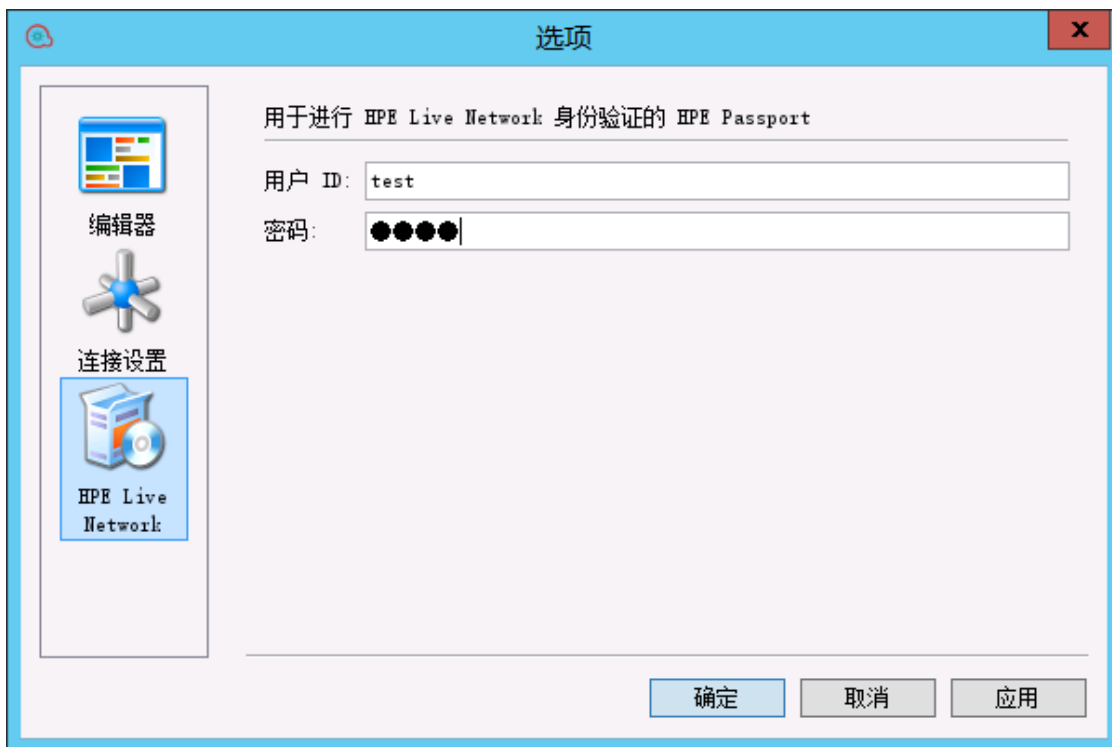 选项
x
编辑器
连接设置
HPE Live
Network
用于进行 HPE Live Network 身份验证的 HPE Passport
用户 ID: test
密码: ●●●●
确定 取消 应用